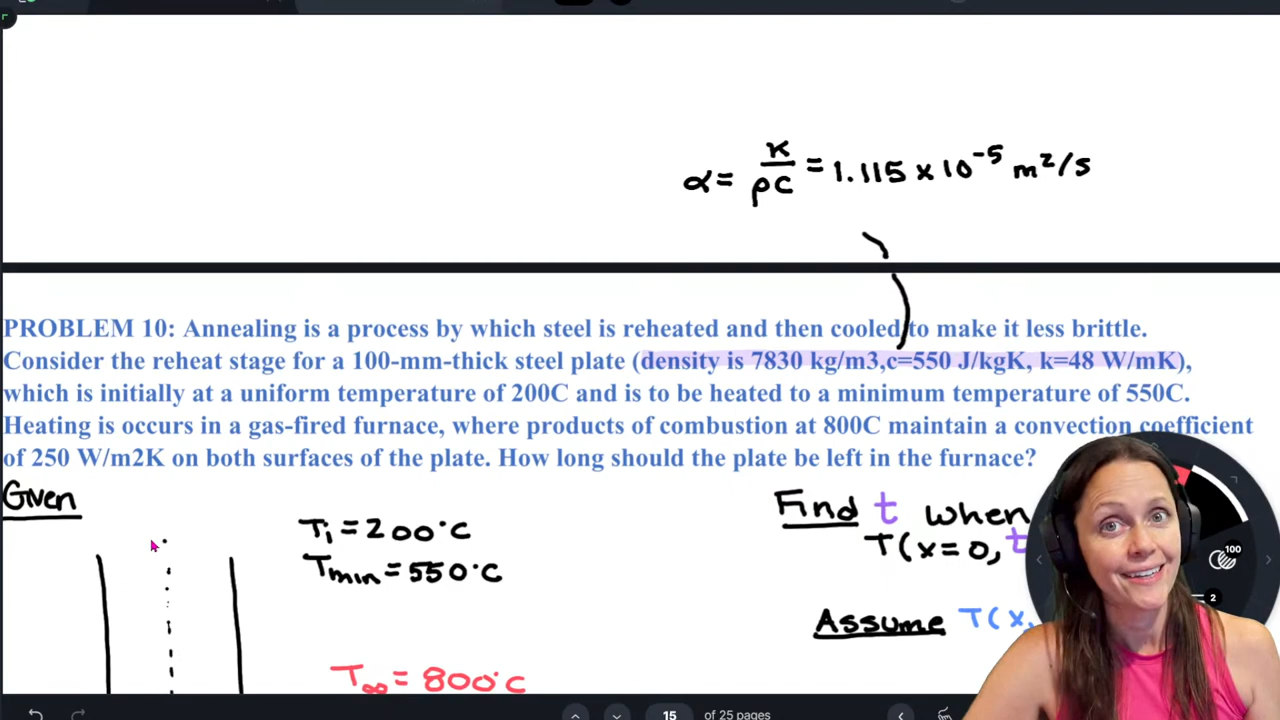 α = k/ρc = 1.115 x 10⁻⁵ m²/s
PROBLEM 10: Annealing is a process by which steel is reheated and then cooled to make it less brittle.
Consider the reheat stage for a 100-mm-thick steel plate (density is 7830 kg/m3,c=550 J/kgK, k=48 W/mK),
which is initially at a uniform temperature of 200C and is to be heated to a minimum temperature of 550C.
Heating is occurs in a gas-fired furnace, where products of combustion at 800C maintain a convection coefficient
of 250 W/m2K on both surfaces of the plate. How long should the plate be left in the furnace?
Given
Ti = 200°C
Tmin = 550°C
T∞ = 800°C
Find t when
T(x=0, t
Assume T(x,
100
2
15 of 25 pages